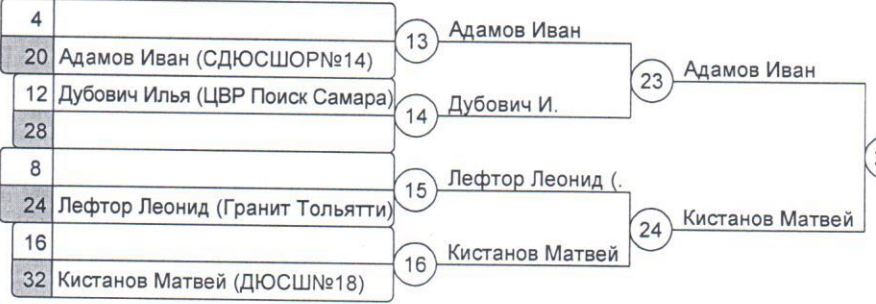 4
20 Адамов Иван (СДЮСШОР№14)
12 Дубович Илья (ЦВР Поиск Самара)
28
8
24 Лефтор Леонид (Гранит Тольятти)
16
32 Кистанов Матвей (ДЮСШ№18)
13 Адамов Иван
14 Дубович И.
15 Лефтор Леонид (.
16 Кистанов Матвей
23 Адамов Иван
24 Кистанов Матвей